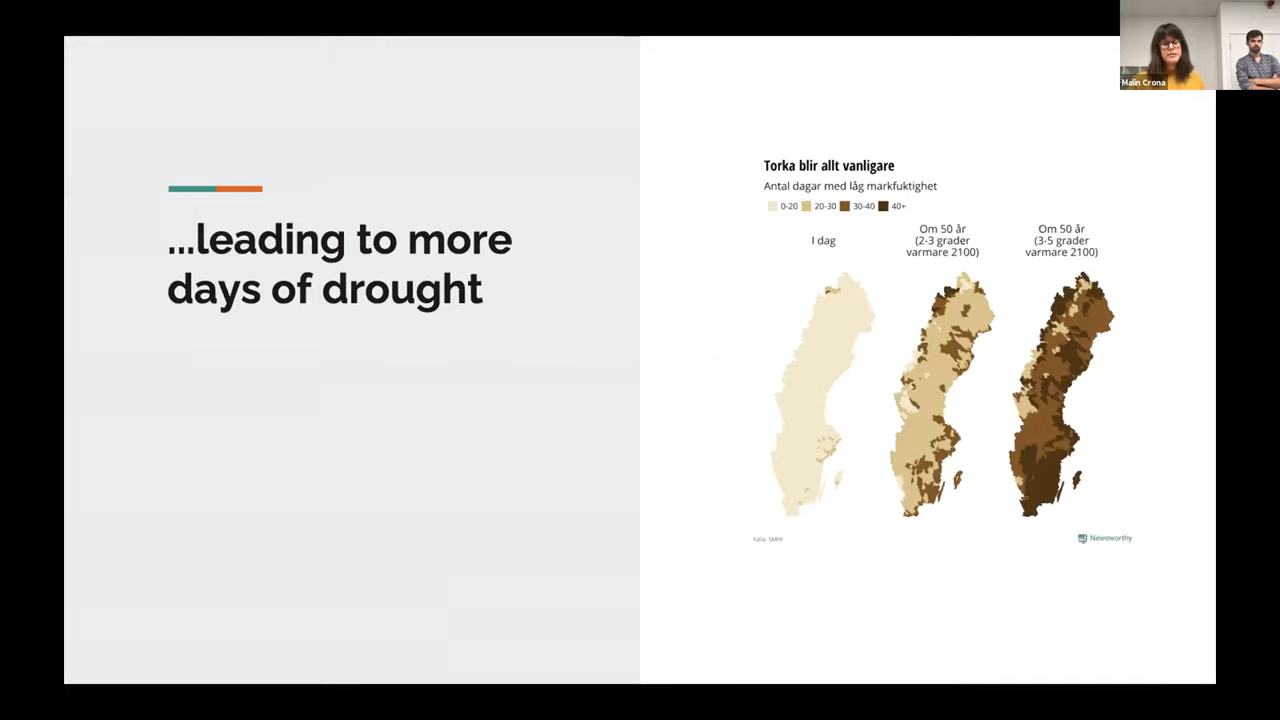 ...leading to more
days of drought
Torka blir allt vanligare
Antal dagar med låg markfuktighet
0-20 20-30 30-40 40+
I dag
Om 50 år
(2-3 grader
varmare 2100)
Om 50 år
(3-5 grader
varmare 2100)
Källa: SMHI
Newsworthy
Malin Crona